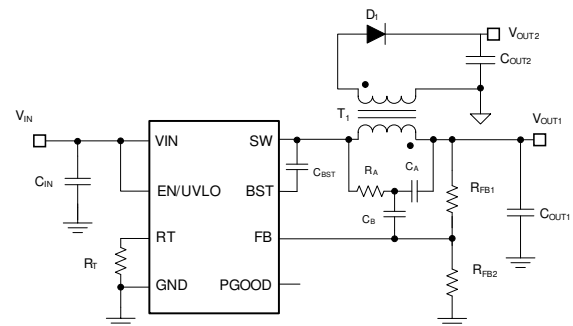 D1
VOUT2
COUT2
T1
VIN
VOUT1
VIN
SW
RA
CA
CBST
RFB1
CIN
EN/UVLO
BST
CB
COUT1
RT
FB
RT
RFB2
GND
PGOOD